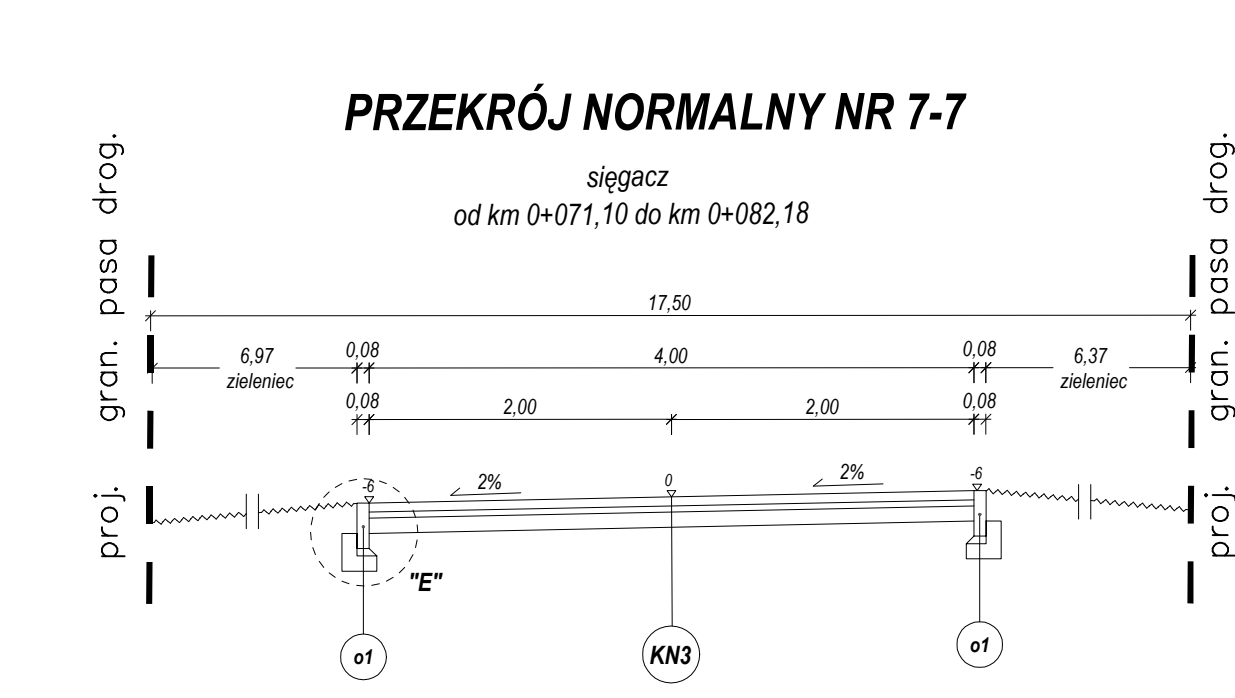 PRZEKRÓJ NORMALNY NR 7-7
sięgacz
od km 0+071,10 do km 0+082,18
proj. gran. pasa drog.
proj. gran. pasa drog.
17,50
6,97 0,08 4,00 0,08 6,37
zieleniec zieleniec
0,08 2,00 2,00 0,08
-6 2% 0 2% -6
"E"
o1 KN3 o1